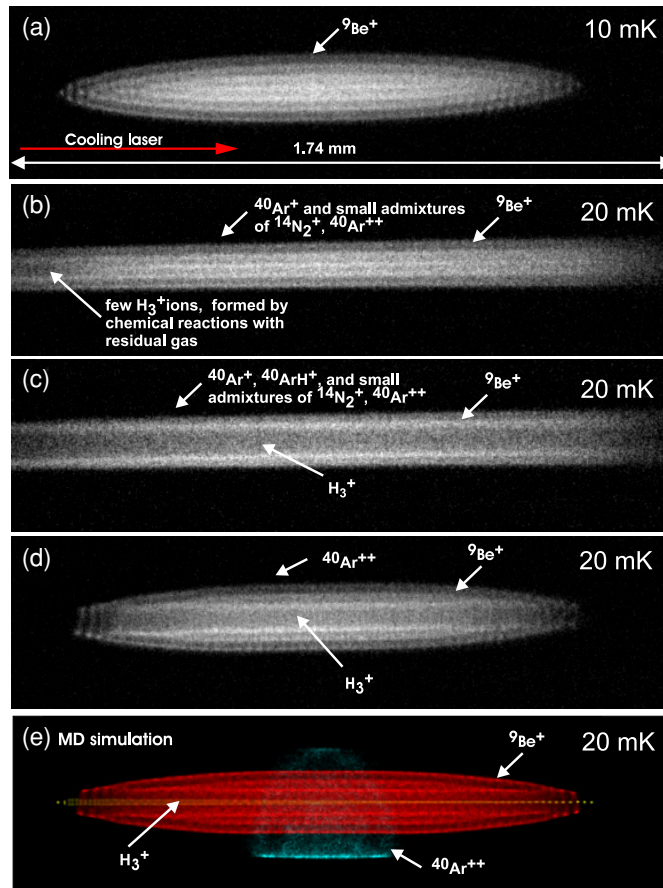 (a)
⁹Be⁺
10 mK
Cooling laser
1.74 mm
(b)
⁴⁰Ar⁺ and small admixtures
of ¹⁴N₂⁺, ⁴⁰Ar⁺⁺
⁹Be⁺
20 mK
few H₃⁺ions, formed by
chemical reactions with
residual gas
(c)
⁴⁰Ar⁺, ⁴⁰ArH⁺, and small
admixtures of ¹⁴N₂⁺, ⁴⁰Ar⁺⁺
⁹Be⁺
20 mK
H₃⁺
(d)
⁴⁰Ar⁺⁺
⁹Be⁺
20 mK
H₃⁺
(e)
MD simulation
⁹Be⁺
20 mK
H₃⁺
⁴⁰Ar⁺⁺